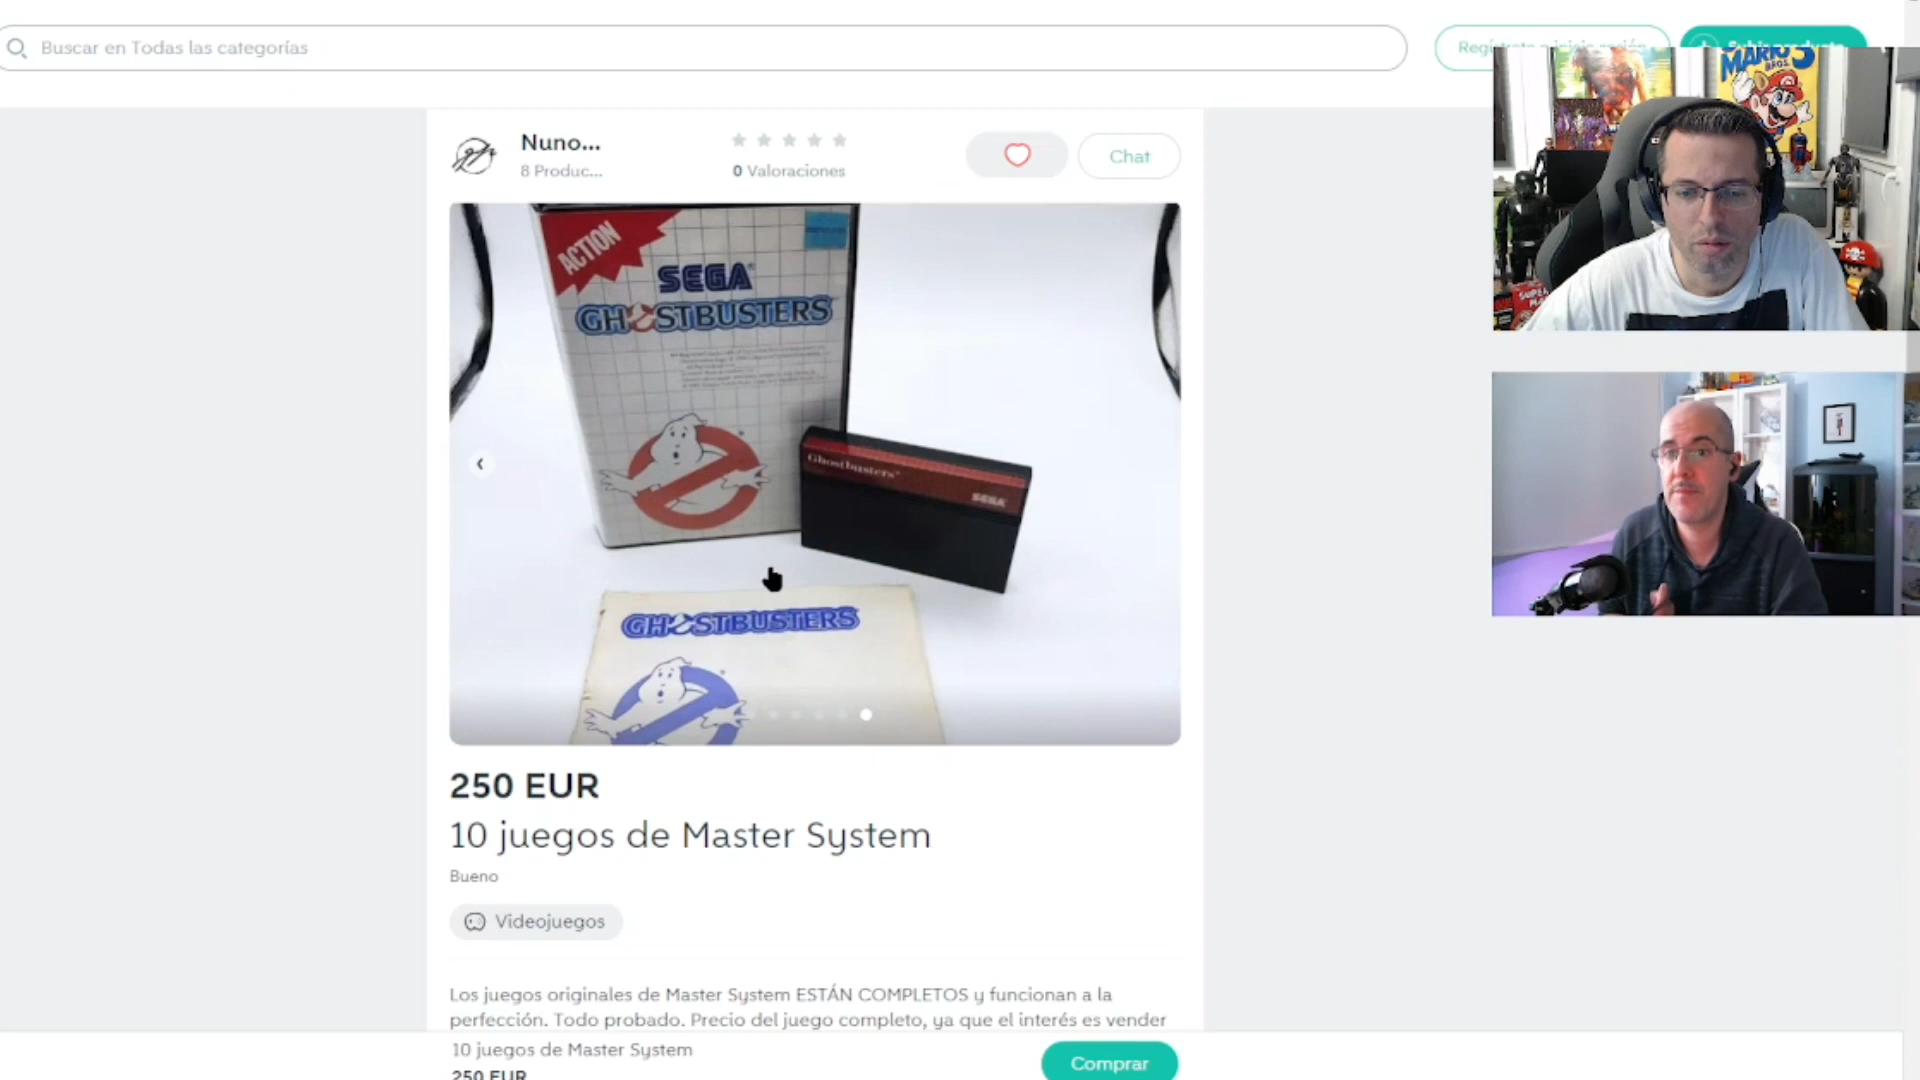 Buscar en Todas las categorías
MARIO 3
BROS.
Nuno...
8 Produc...
0 Valoraciones
Chat
ACTION
SEGA
GHOSTBUSTERS
Ghostbusters
SEGA
GHOSTBUSTERS
250 EUR
10 juegos de Master System
Bueno
Videojuegos
Los juegos originales de Master System ESTÁN COMPLETOS y funcionan a la
perfección. Todo probado. Precio del juego completo, ya que el interés es vender
10 juegos de Master System
250 EUR
Comprar